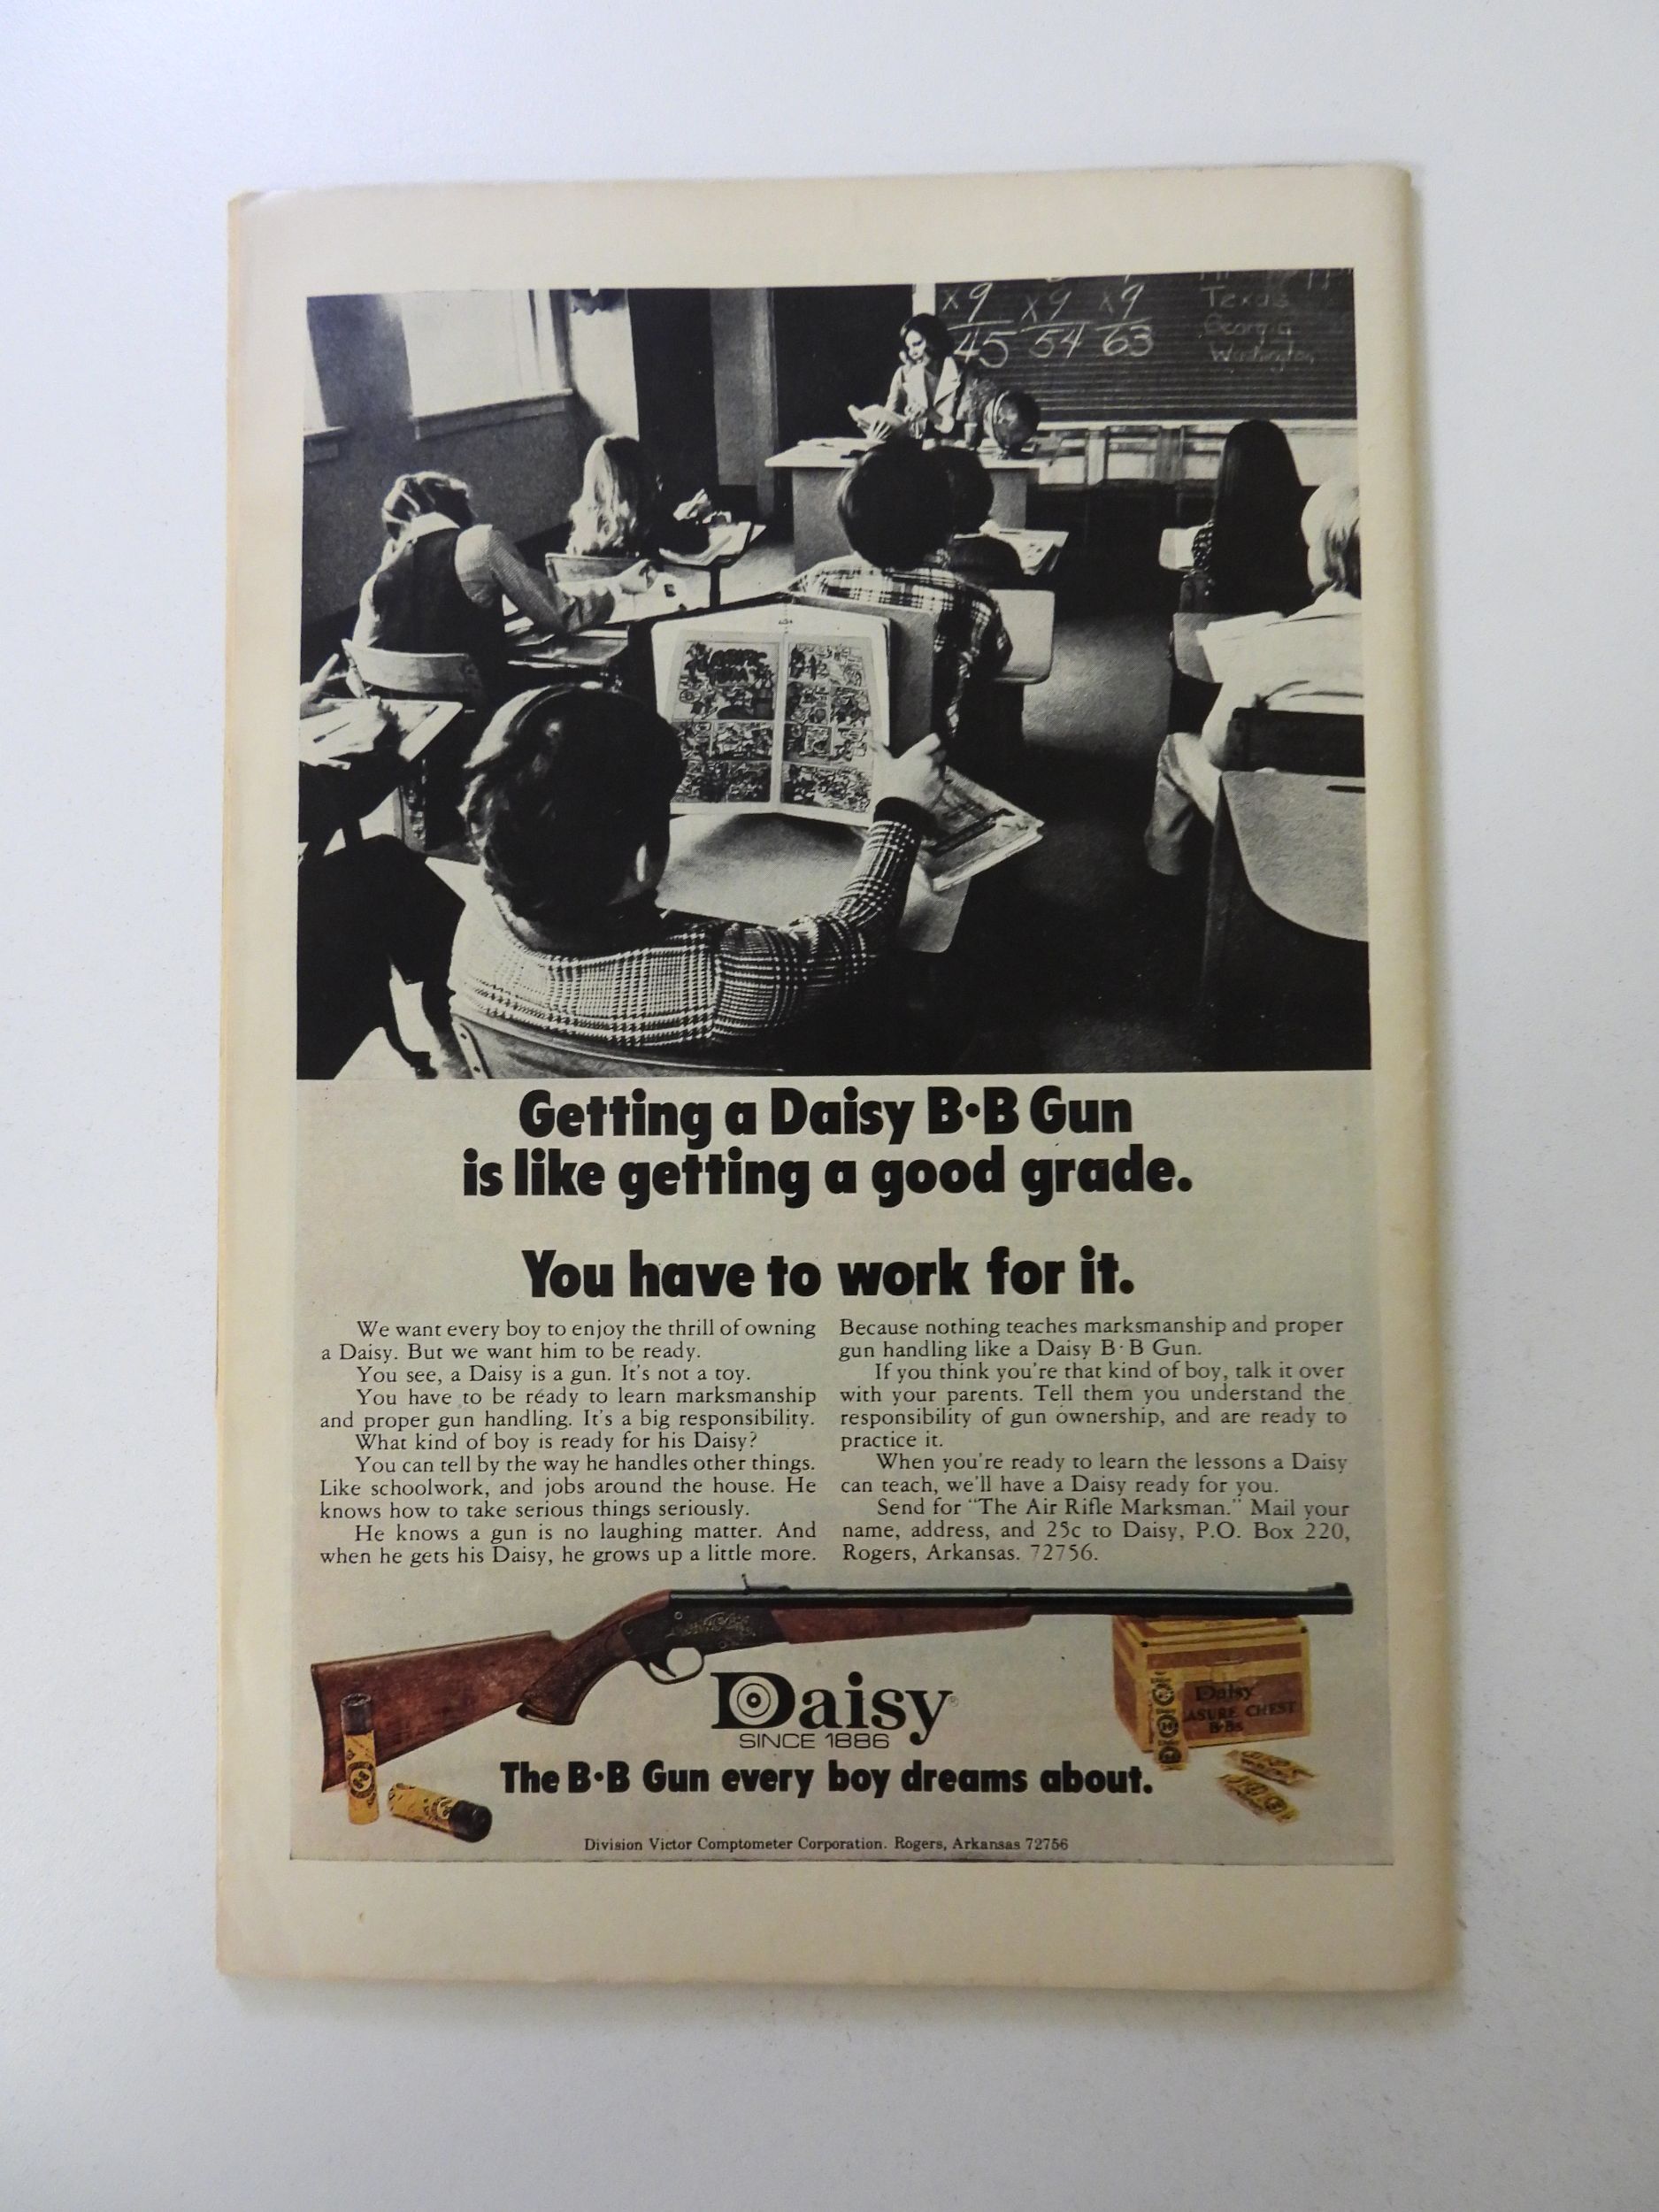 x9 x9 x9
45 54 63
Texas
Georgia
Washington
Getting a Daisy B•B Gun
is like getting a good grade.
You have to work for it.
We want every boy to enjoy the thrill of owning
a Daisy. But we want him to be ready.
You see, a Daisy is a gun. It's not a toy.
You have to be ready to learn marksmanship
and proper gun handling. It's a big responsibility.
What kind of boy is ready for his Daisy?
You can tell by the way he handles other things.
Like schoolwork, and jobs around the house. He
knows how to take serious things seriously.
He knows a gun is no laughing matter. And
when he gets his Daisy, he grows up a little more.
Because nothing teaches marksmanship and proper
gun handling like a Daisy B·B Gun.
If you think you're that kind of boy, talk it over
with your parents. Tell them you understand the
responsibility of gun ownership, and are ready to
practice it.
When you're ready to learn the lessons a Daisy
can teach, we'll have a Daisy ready for you.
Send for "The Air Rifle Marksman." Mail your
name, address, and 25c to Daisy, P.O. Box 220,
Rogers, Arkansas. 72756.
Daisy®
SINCE 1886
Daisy
ASURE CHEST
B·Bs
The B•B Gun every boy dreams about.
Division Victor Comptometer Corporation. Rogers, Arkansas 72756